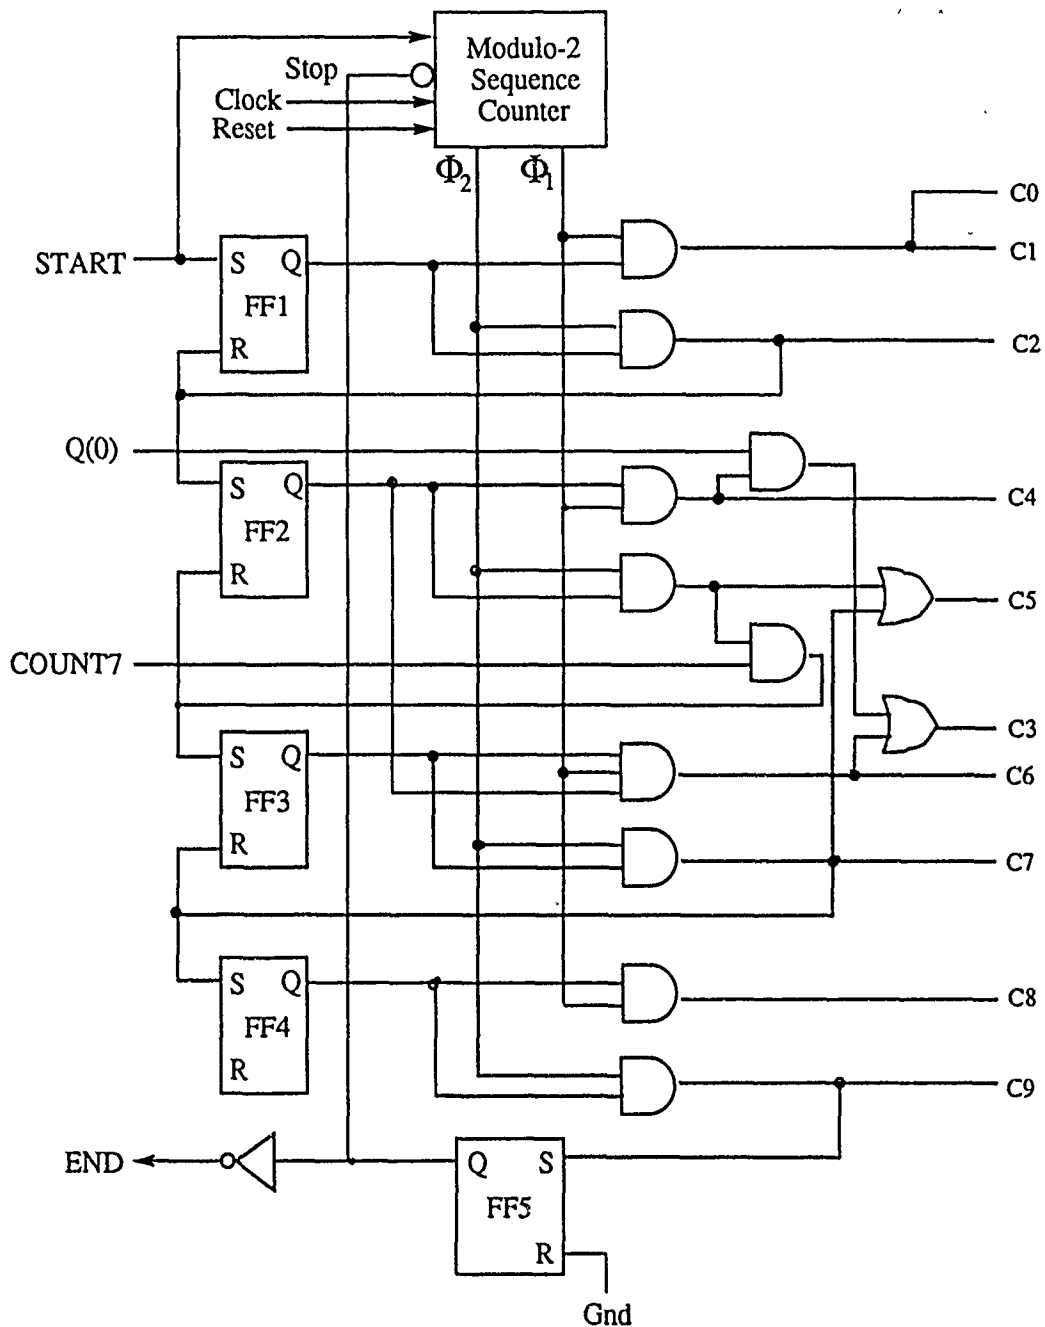 Modulo-2
Sequence
Counter
Stop
Clock
Reset
Φ2
Φ1
C0
C1
START
S
Q
FF1
R
C2
Q(0)
S
Q
FF2
R
C4
C5
COUNT7
C3
S
Q
FF3
R
C6
C7
S
Q
FF4
R
C8
C9
END
Q
S
FF5
R
Gnd